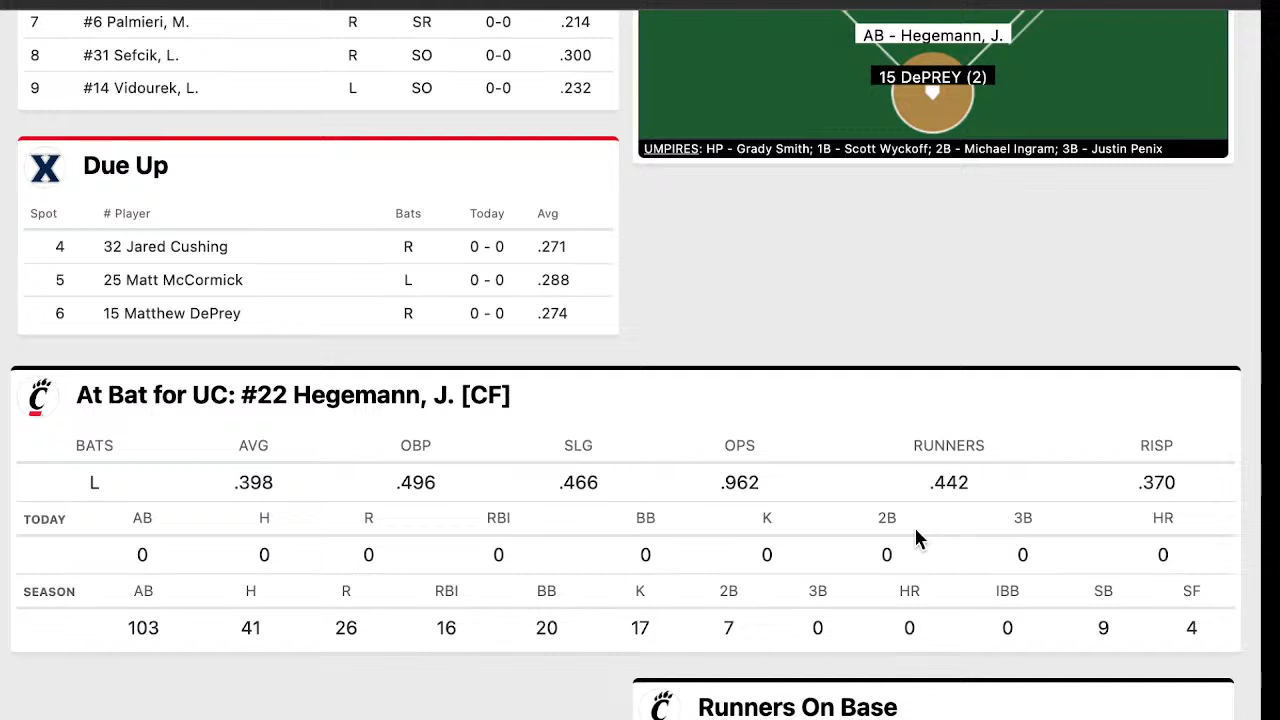 7 #6 Palmieri, M. R SR 0-0 .214
8 #31 Sefcik, L. R SO 0-0 .300
9 #14 Vidourek, L. L SO 0-0 .232
AB - Hegemann, J.
15 DePREY (2)
UMPIRES: HP - Grady Smith; 1B - Scott Wyckoff; 2B - Michael Ingram; 3B - Justin Penix
X Due Up
Spot # Player Bats Today Avg
4 32 Jared Cushing R 0 - 0 .271
5 25 Matt McCormick L 0 - 0 .288
6 15 Matthew DePrey R 0 - 0 .274
C At Bat for UC: #22 Hegemann, J. [CF]
BATS AVG OBP SLG OPS RUNNERS RISP
L .398 .496 .466 .962 .442 .370
TODAY AB H R RBI BB K 2B 3B HR
0 0 0 0 0 0 0 0 0
SEASON AB H R RBI BB K 2B 3B HR IBB SB SF
103 41 26 16 20 17 7 0 0 0 9 4
C Runners On Base